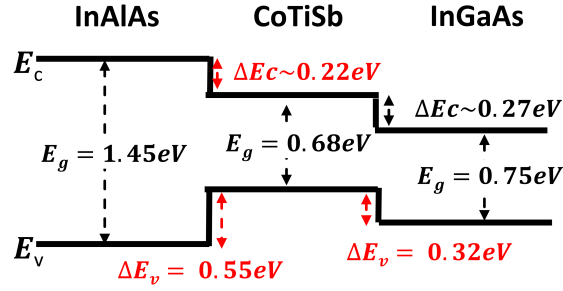 InAlAs CoTiSb InGaAs
Ec
ΔEc~0.22eV
ΔEc~0.27eV
Eg = 1.45eV
Eg = 0.68eV
Eg = 0.75eV
Ev
ΔEv = 0.55eV
ΔEv = 0.32eV